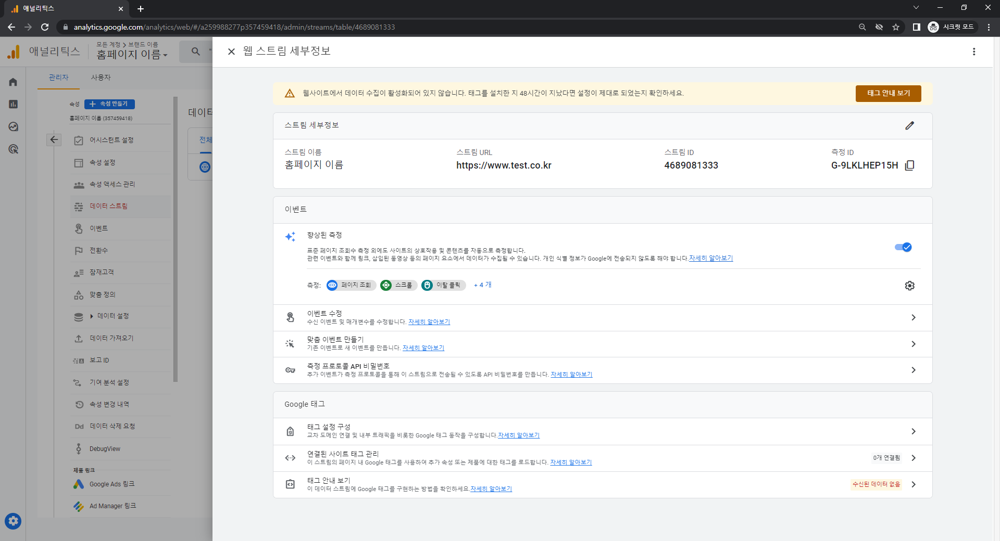 애널리틱스
analytics.google.com/analytics/web/#/a259988277p357459418/admin/streams/table/4689081333
시크릿 모드
애널리틱스
모든 계정 > 브랜드 이름
홈페이지 이름
관리자
사용자
속성
속성 만들기
홈페이지 이름 (357459418)
어시스턴트 설정
속성 설정
속성 액세스 관리
데이터 스트림
이벤트
전환수
잠재고객
맞춤 정의
데이터 설정
데이터 가져오기
보고 ID
기여 분석 설정
속성 변경 내역
Dd 데이터 삭제 요청
DebugView
제품 링크
Google Ads 링크
Ad Manager 링크
전체
웹 스트림 세부정보
웹사이트에서 데이터 수집이 활성화되어 있지 않습니다. 태그를 설치한 지 48시간이 지났다면 설정이 제대로 되었는지 확인하세요.
태그 안내 보기
스트림 세부정보
스트림 이름
홈페이지 이름
스트림 URL
https://www.test.co.kr
스트림 ID
4689081333
측정 ID
G-9LKLHEP15H
이벤트
향상된 측정
표준 페이지 조회수 측정 외에도 사이트의 상호작용 및 콘텐츠를 자동으로 측정합니다.
관련 이벤트와 함께 링크, 삽입된 동영상 등의 페이지 요소에서 데이터가 수집될 수 있습니다. 개인 식별 정보가 Google에 전송되지 않도록 해야 합니다.자세히 알아보기
측정: 페이지 조회 스크롤 이탈 클릭 + 4 개
이벤트 수정
수신 이벤트 및 매개변수를 수정합니다. 자세히 알아보기
맞춤 이벤트 만들기
기존 이벤트로 새 이벤트를 만듭니다. 자세히 알아보기
측정 프로토콜 API 비밀번호
추가 이벤트가 측정 프로토콜을 통해 이 스트림으로 전송될 수 있도록 API 비밀번호를 만듭니다. 자세히 알아보기
Google 태그
태그 설정 구성
교차 도메인 연결 및 내부 트래픽을 비롯한 Google 태그 동작을 구성합니다.자세히 알아보기
연결된 사이트 태그 관리
이 스트림의 페이지 내 Google 태그를 사용하여 추가 속성 또는 제품에 대한 태그를 로드합니다. 자세히 알아보기
0개 연결됨
태그 안내 보기
이 데이터 스트림에 Google 태그를 구현하는 방법을 확인하세요.자세히 알아보기
수신된 데이터 없음